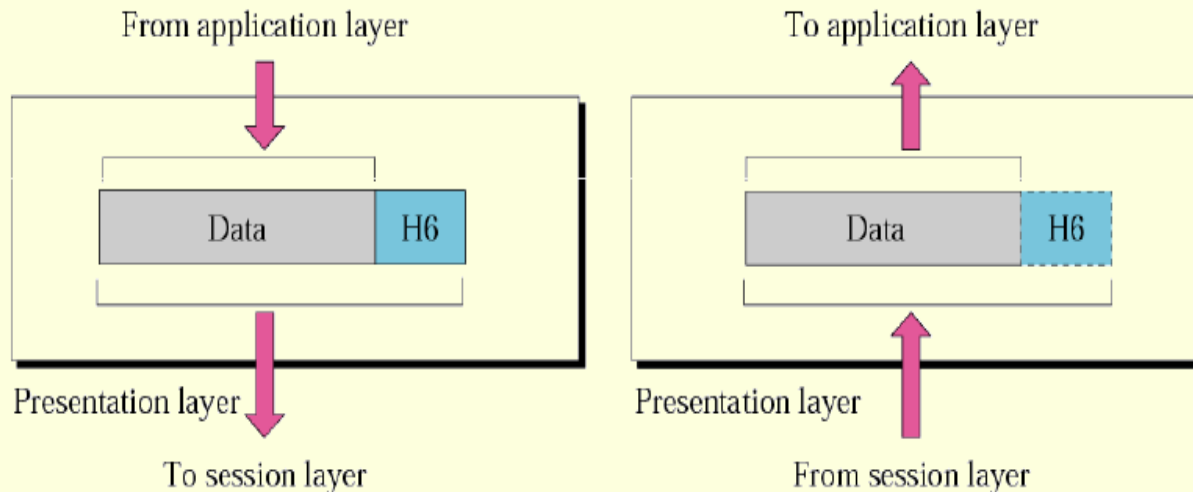 From application layer
To application layer
Data
H6
Data
H6
Presentation layer
Presentation layer
To session layer
From session layer